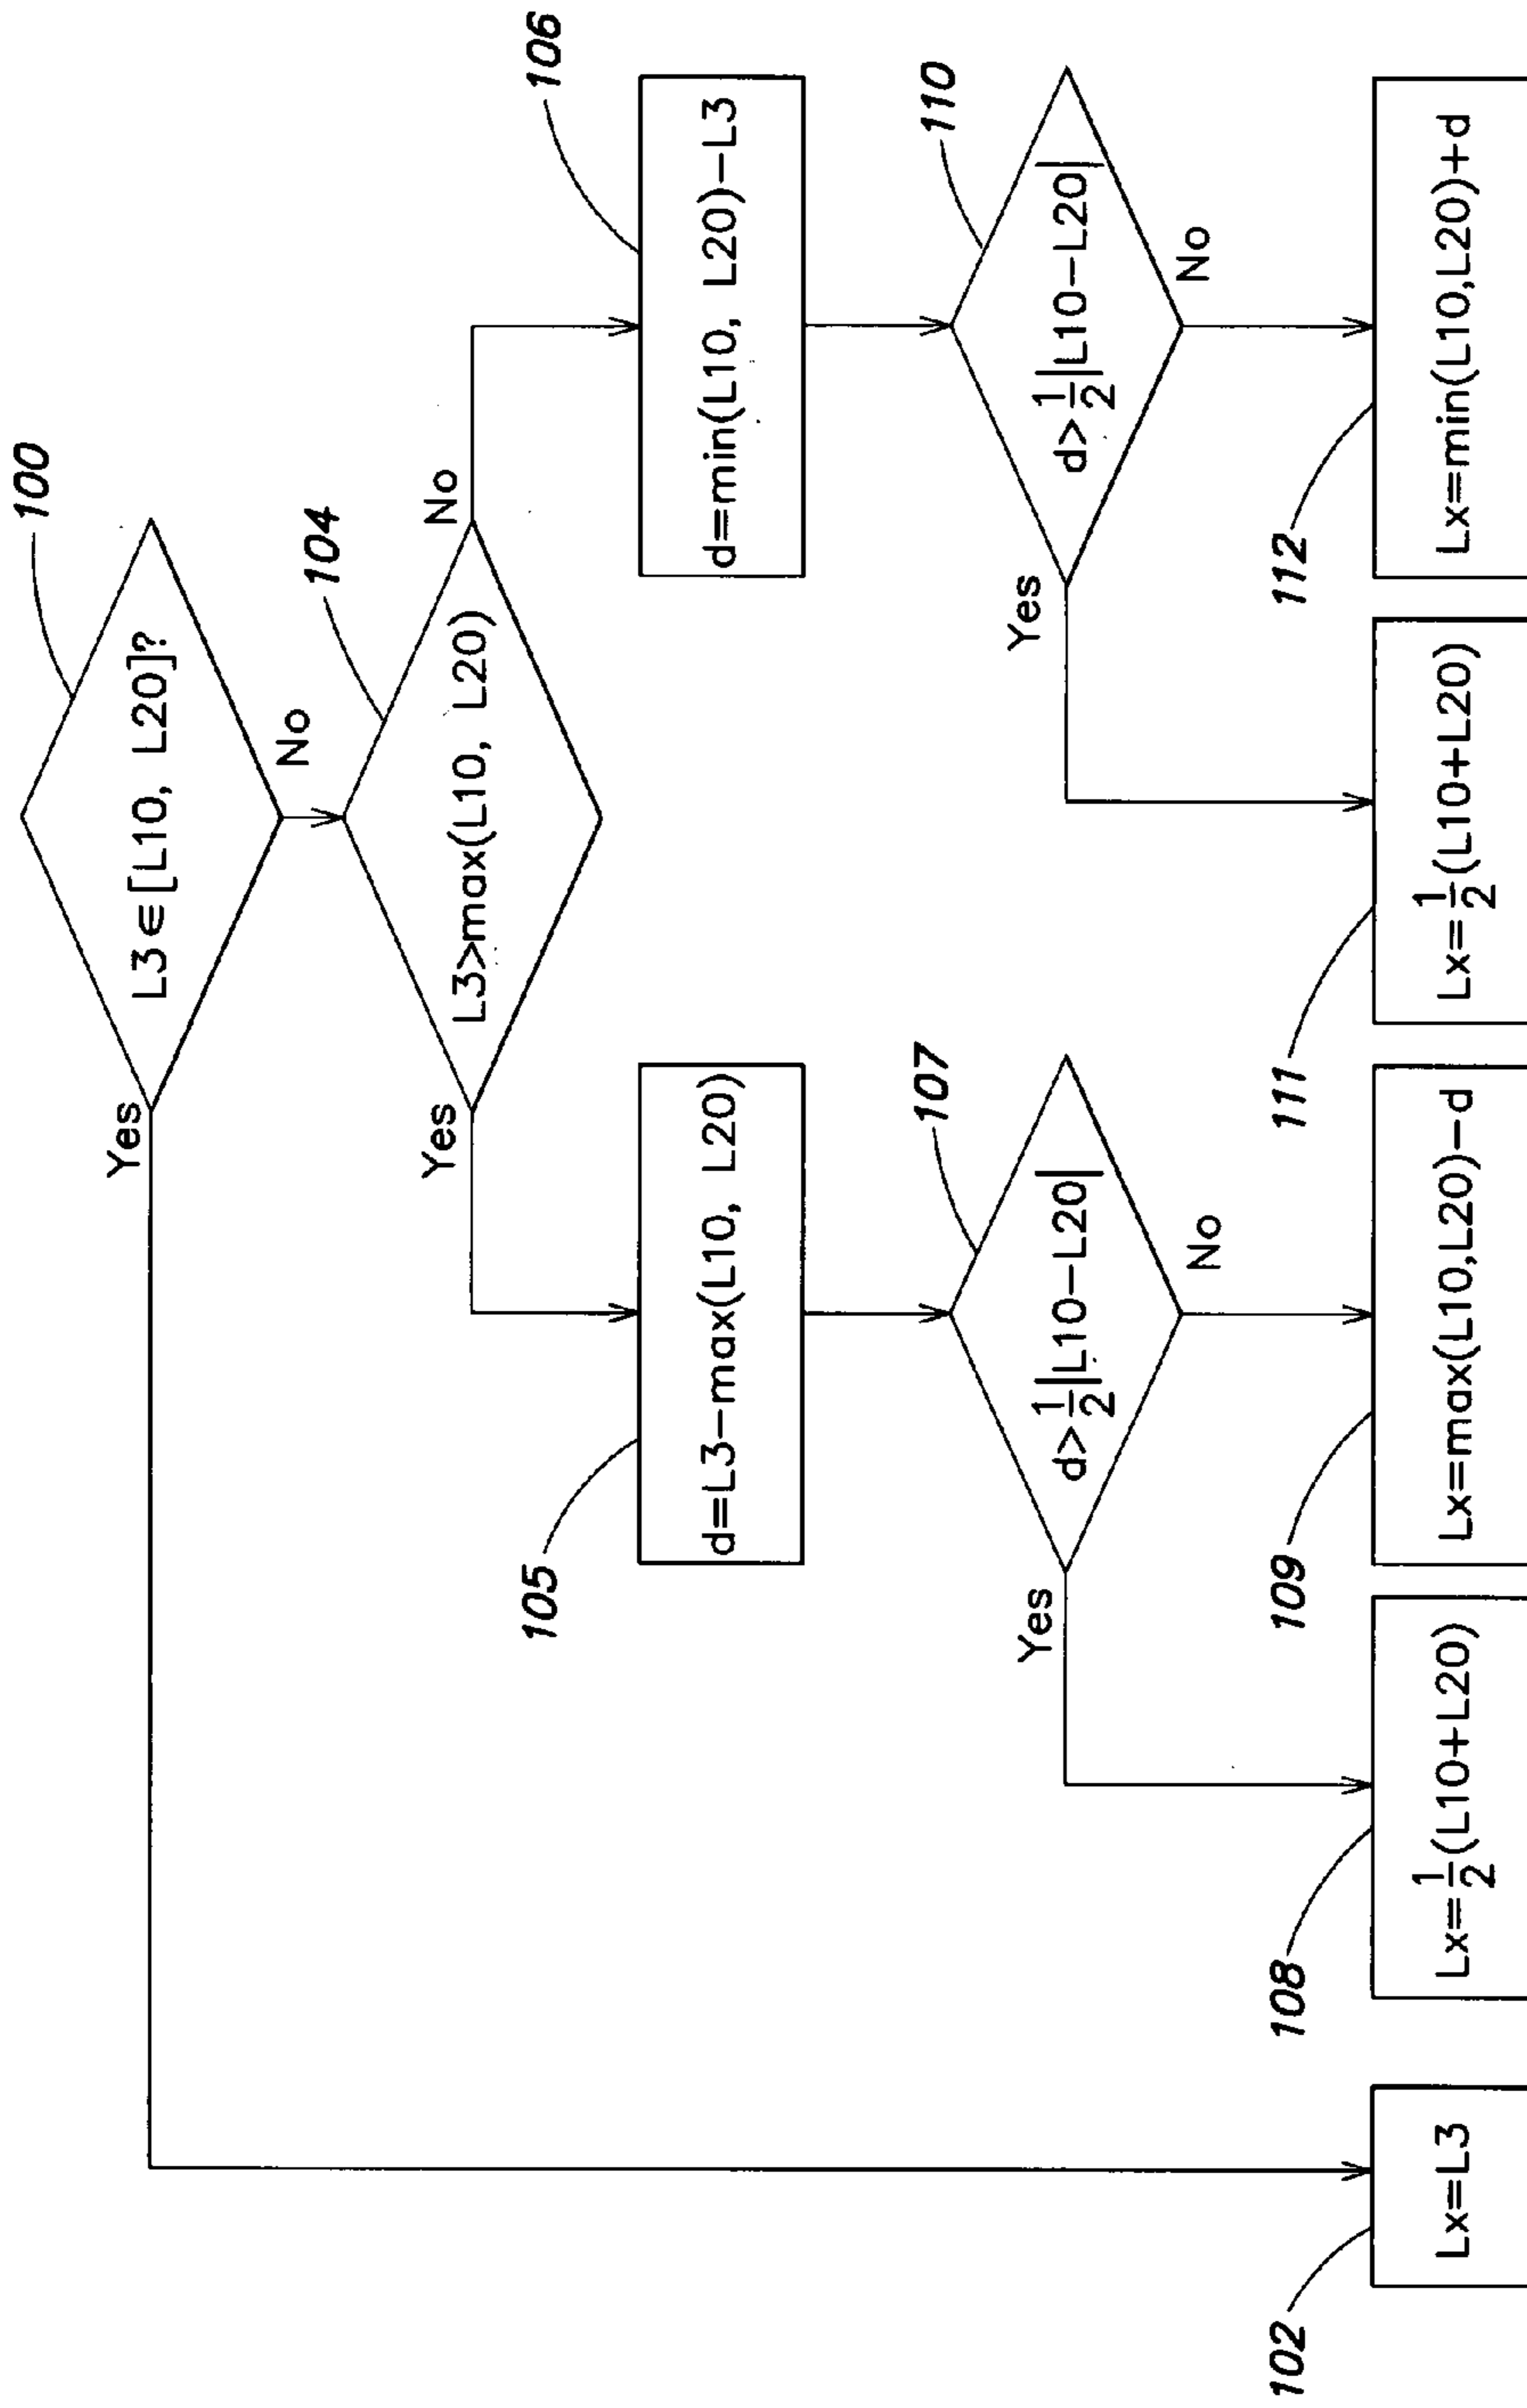 100
L3∈[L10, L20]?
Yes
No
104
L3>max(L10, L20)
Yes
No
105
d=L3−max(L10, L20)
106
d=min(L10, L20)−L3
107
d>1/2|L10−L20|
Yes
No
110
d>1/2|L10−L20|
Yes
No
102
Lx=L3
108
Lx=1/2(L10+L20)
109
Lx=max(L10,L20)−d
111
Lx=1/2(L10+L20)
112
Lx=min(L10,L20)+d